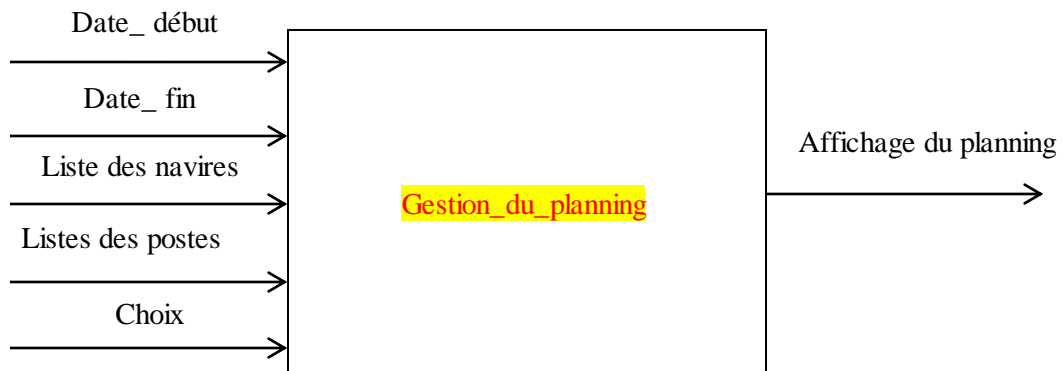 Date_ début
Date_ fin
Liste des navires
Listes des postes
Choix
Gestion_du_planning
Affichage du planning